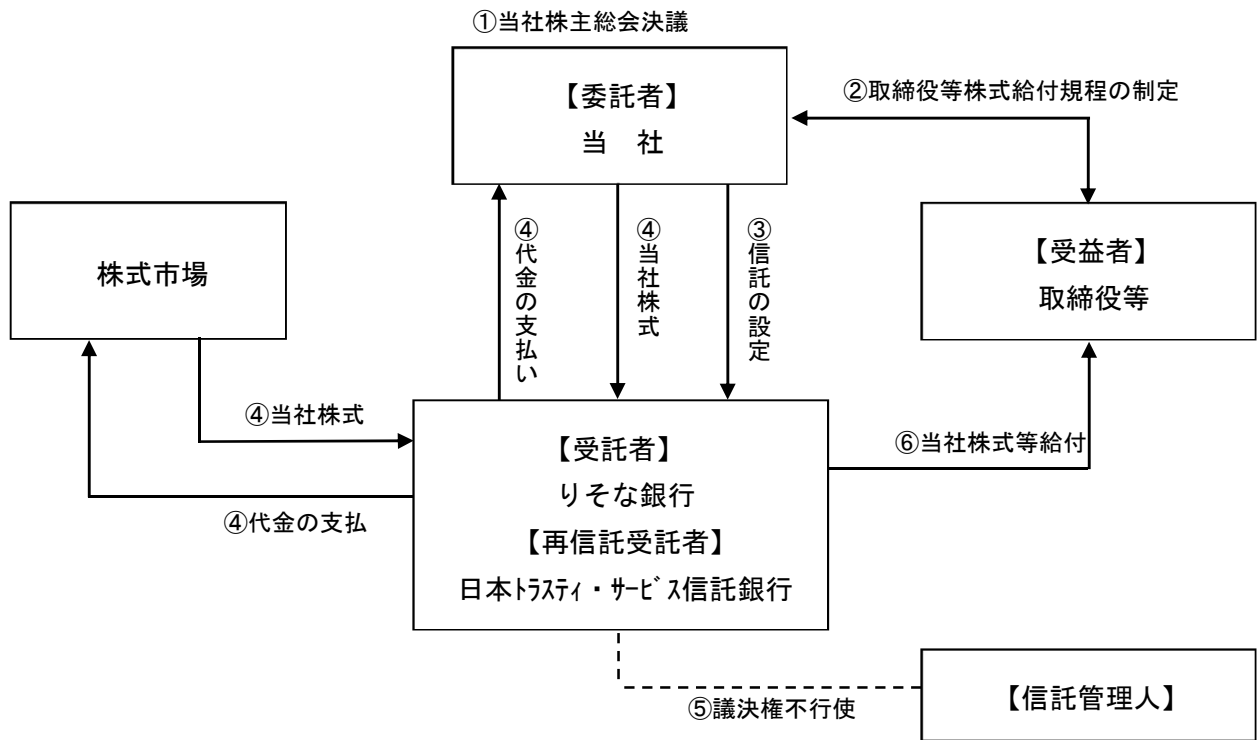 ①当社株主総会決議
【委託者】
当　社
②取締役等株式給付規程の制定
株式市場
④代金の支払い
④当社株式
③信託の設定
【受益者】
取締役等
④当社株式
④代金の支払
【受託者】
りそな銀行
【再信託受託者】
日本ﾄﾗｽﾃｨ・ｻｰﾋﾞｽ信託銀行
⑥当社株式等給付
⑤議決権不行使
【信託管理人】